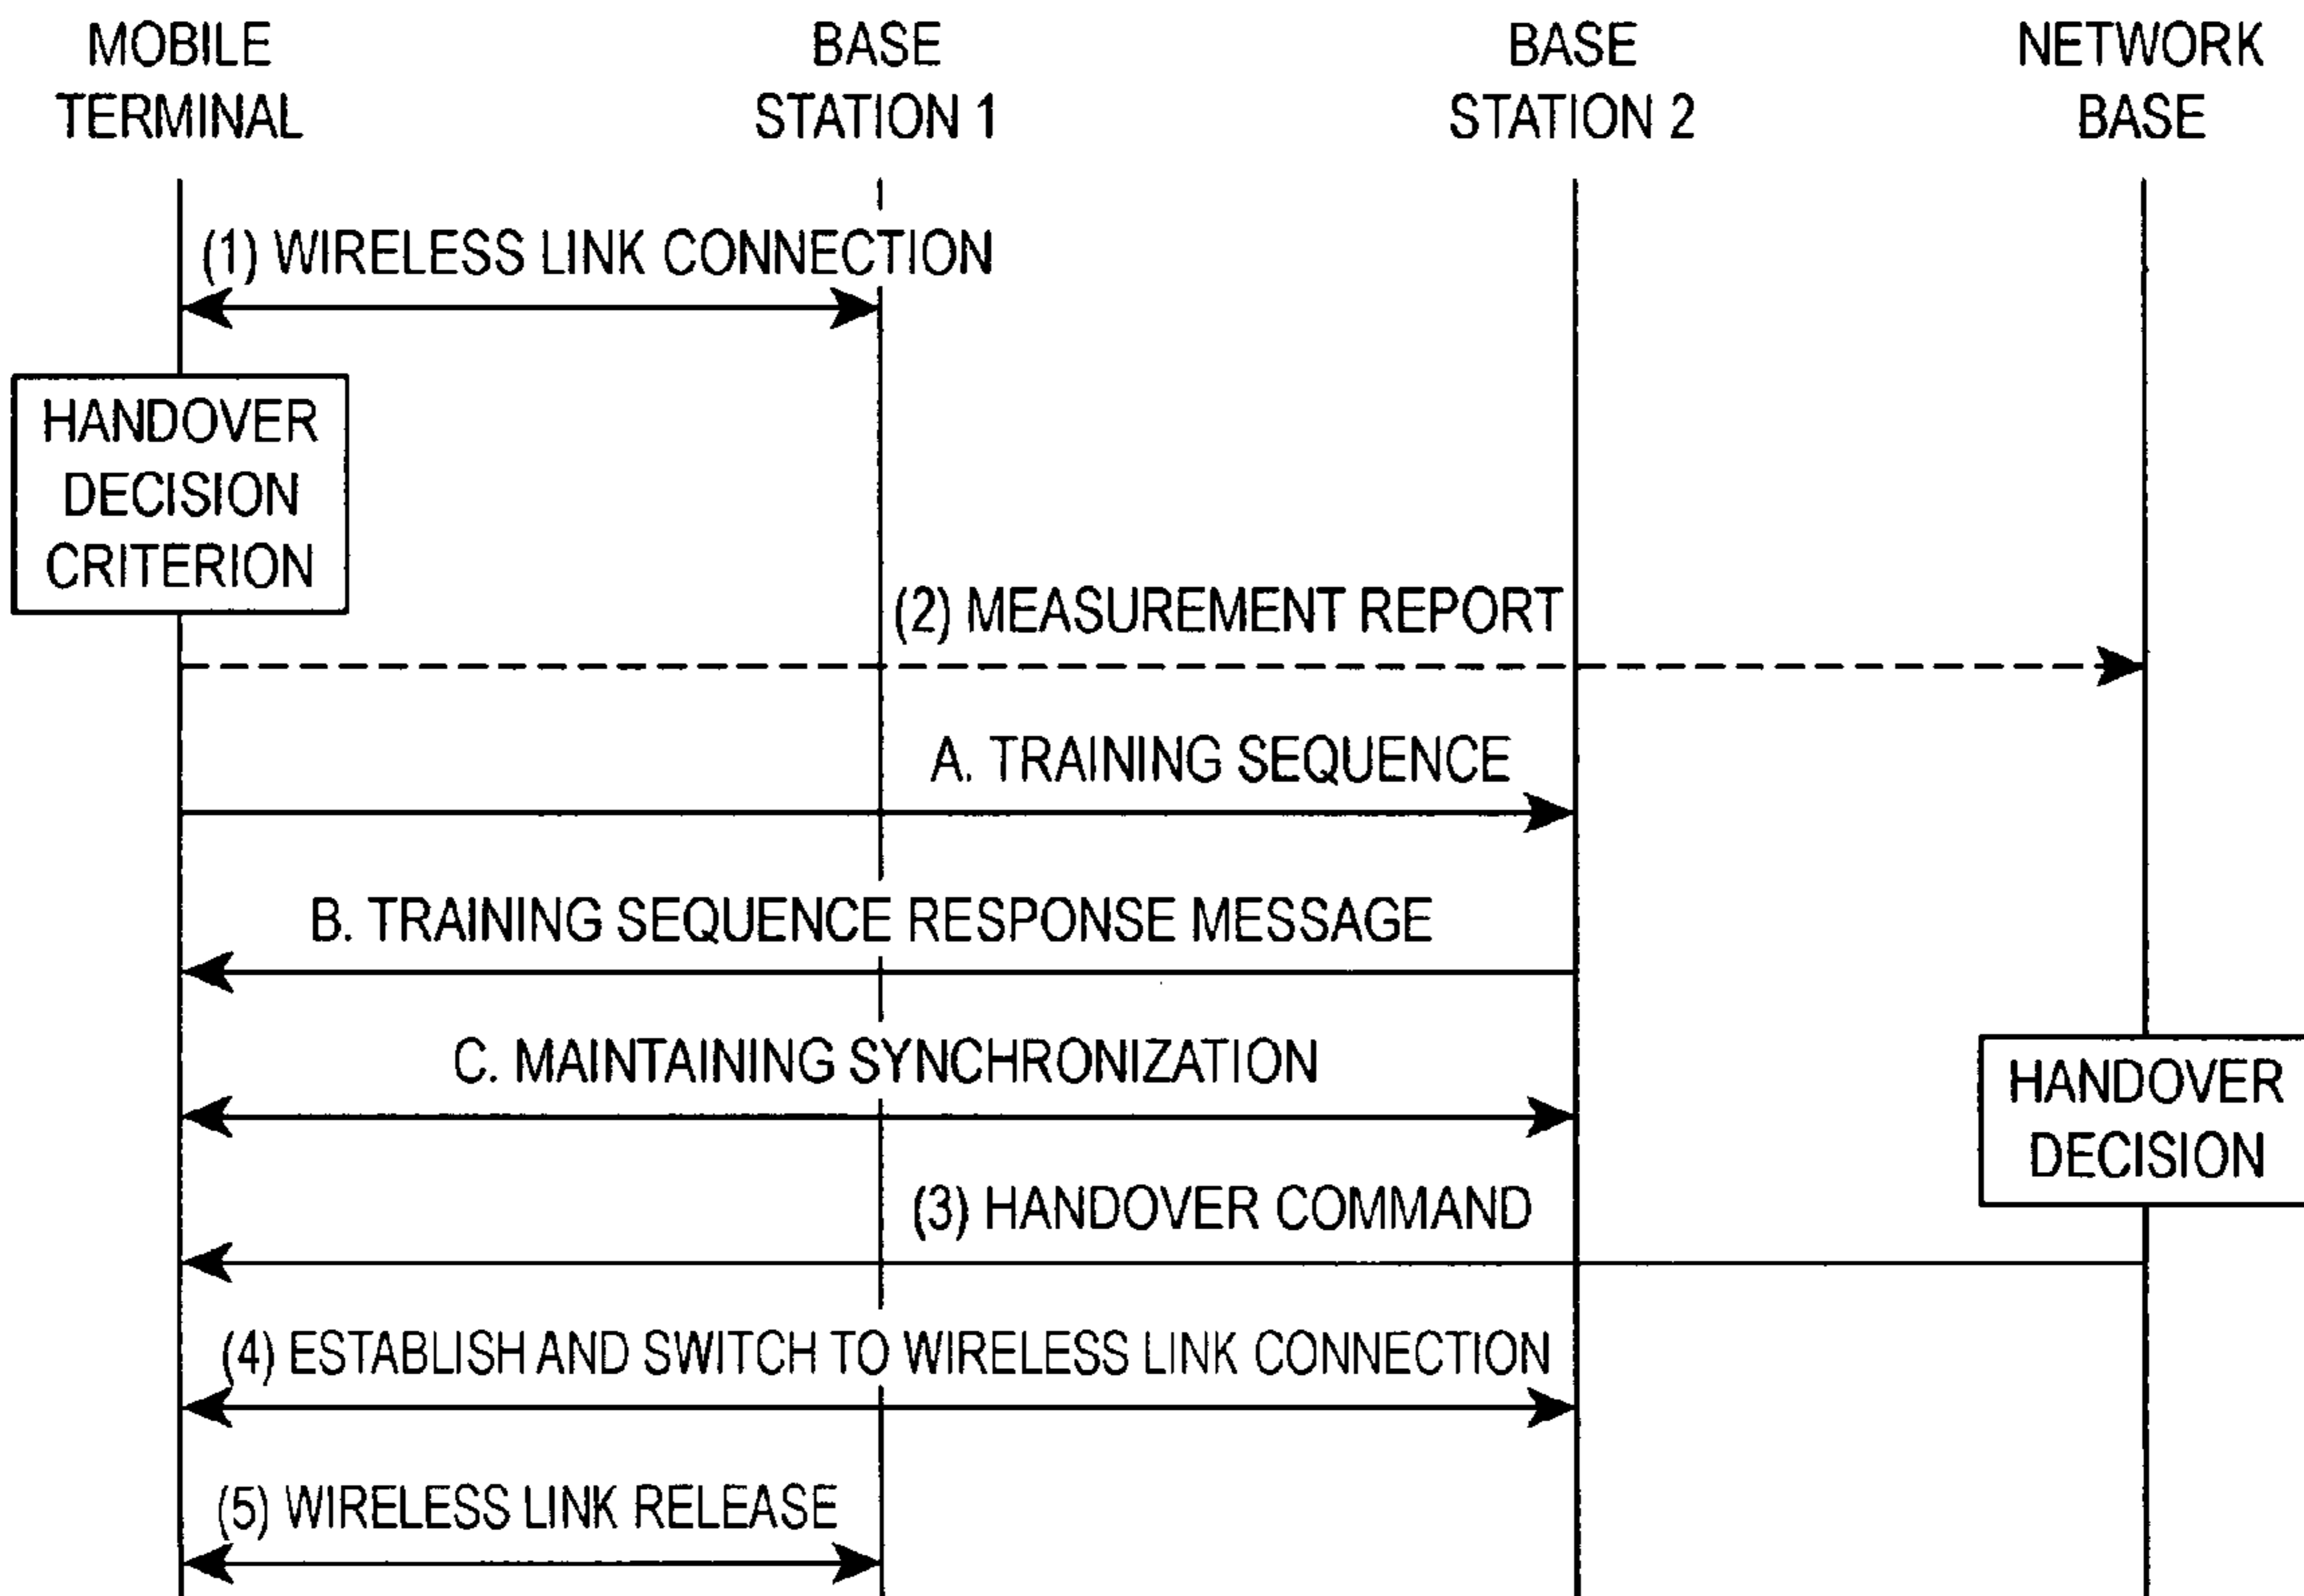 MOBILE
TERMINAL
BASE
STATION 1
BASE
STATION 2
NETWORK
BASE
(1) WIRELESS LINK CONNECTION
HANDOVER
DECISION
CRITERION
(2) MEASUREMENT REPORT
A. TRAINING SEQUENCE
B. TRAINING SEQUENCE RESPONSE MESSAGE
C. MAINTAINING SYNCHRONIZATION
HANDOVER
DECISION
(3) HANDOVER COMMAND
(4) ESTABLISH AND SWITCH TO WIRELESS LINK CONNECTION
(5) WIRELESS LINK RELEASE